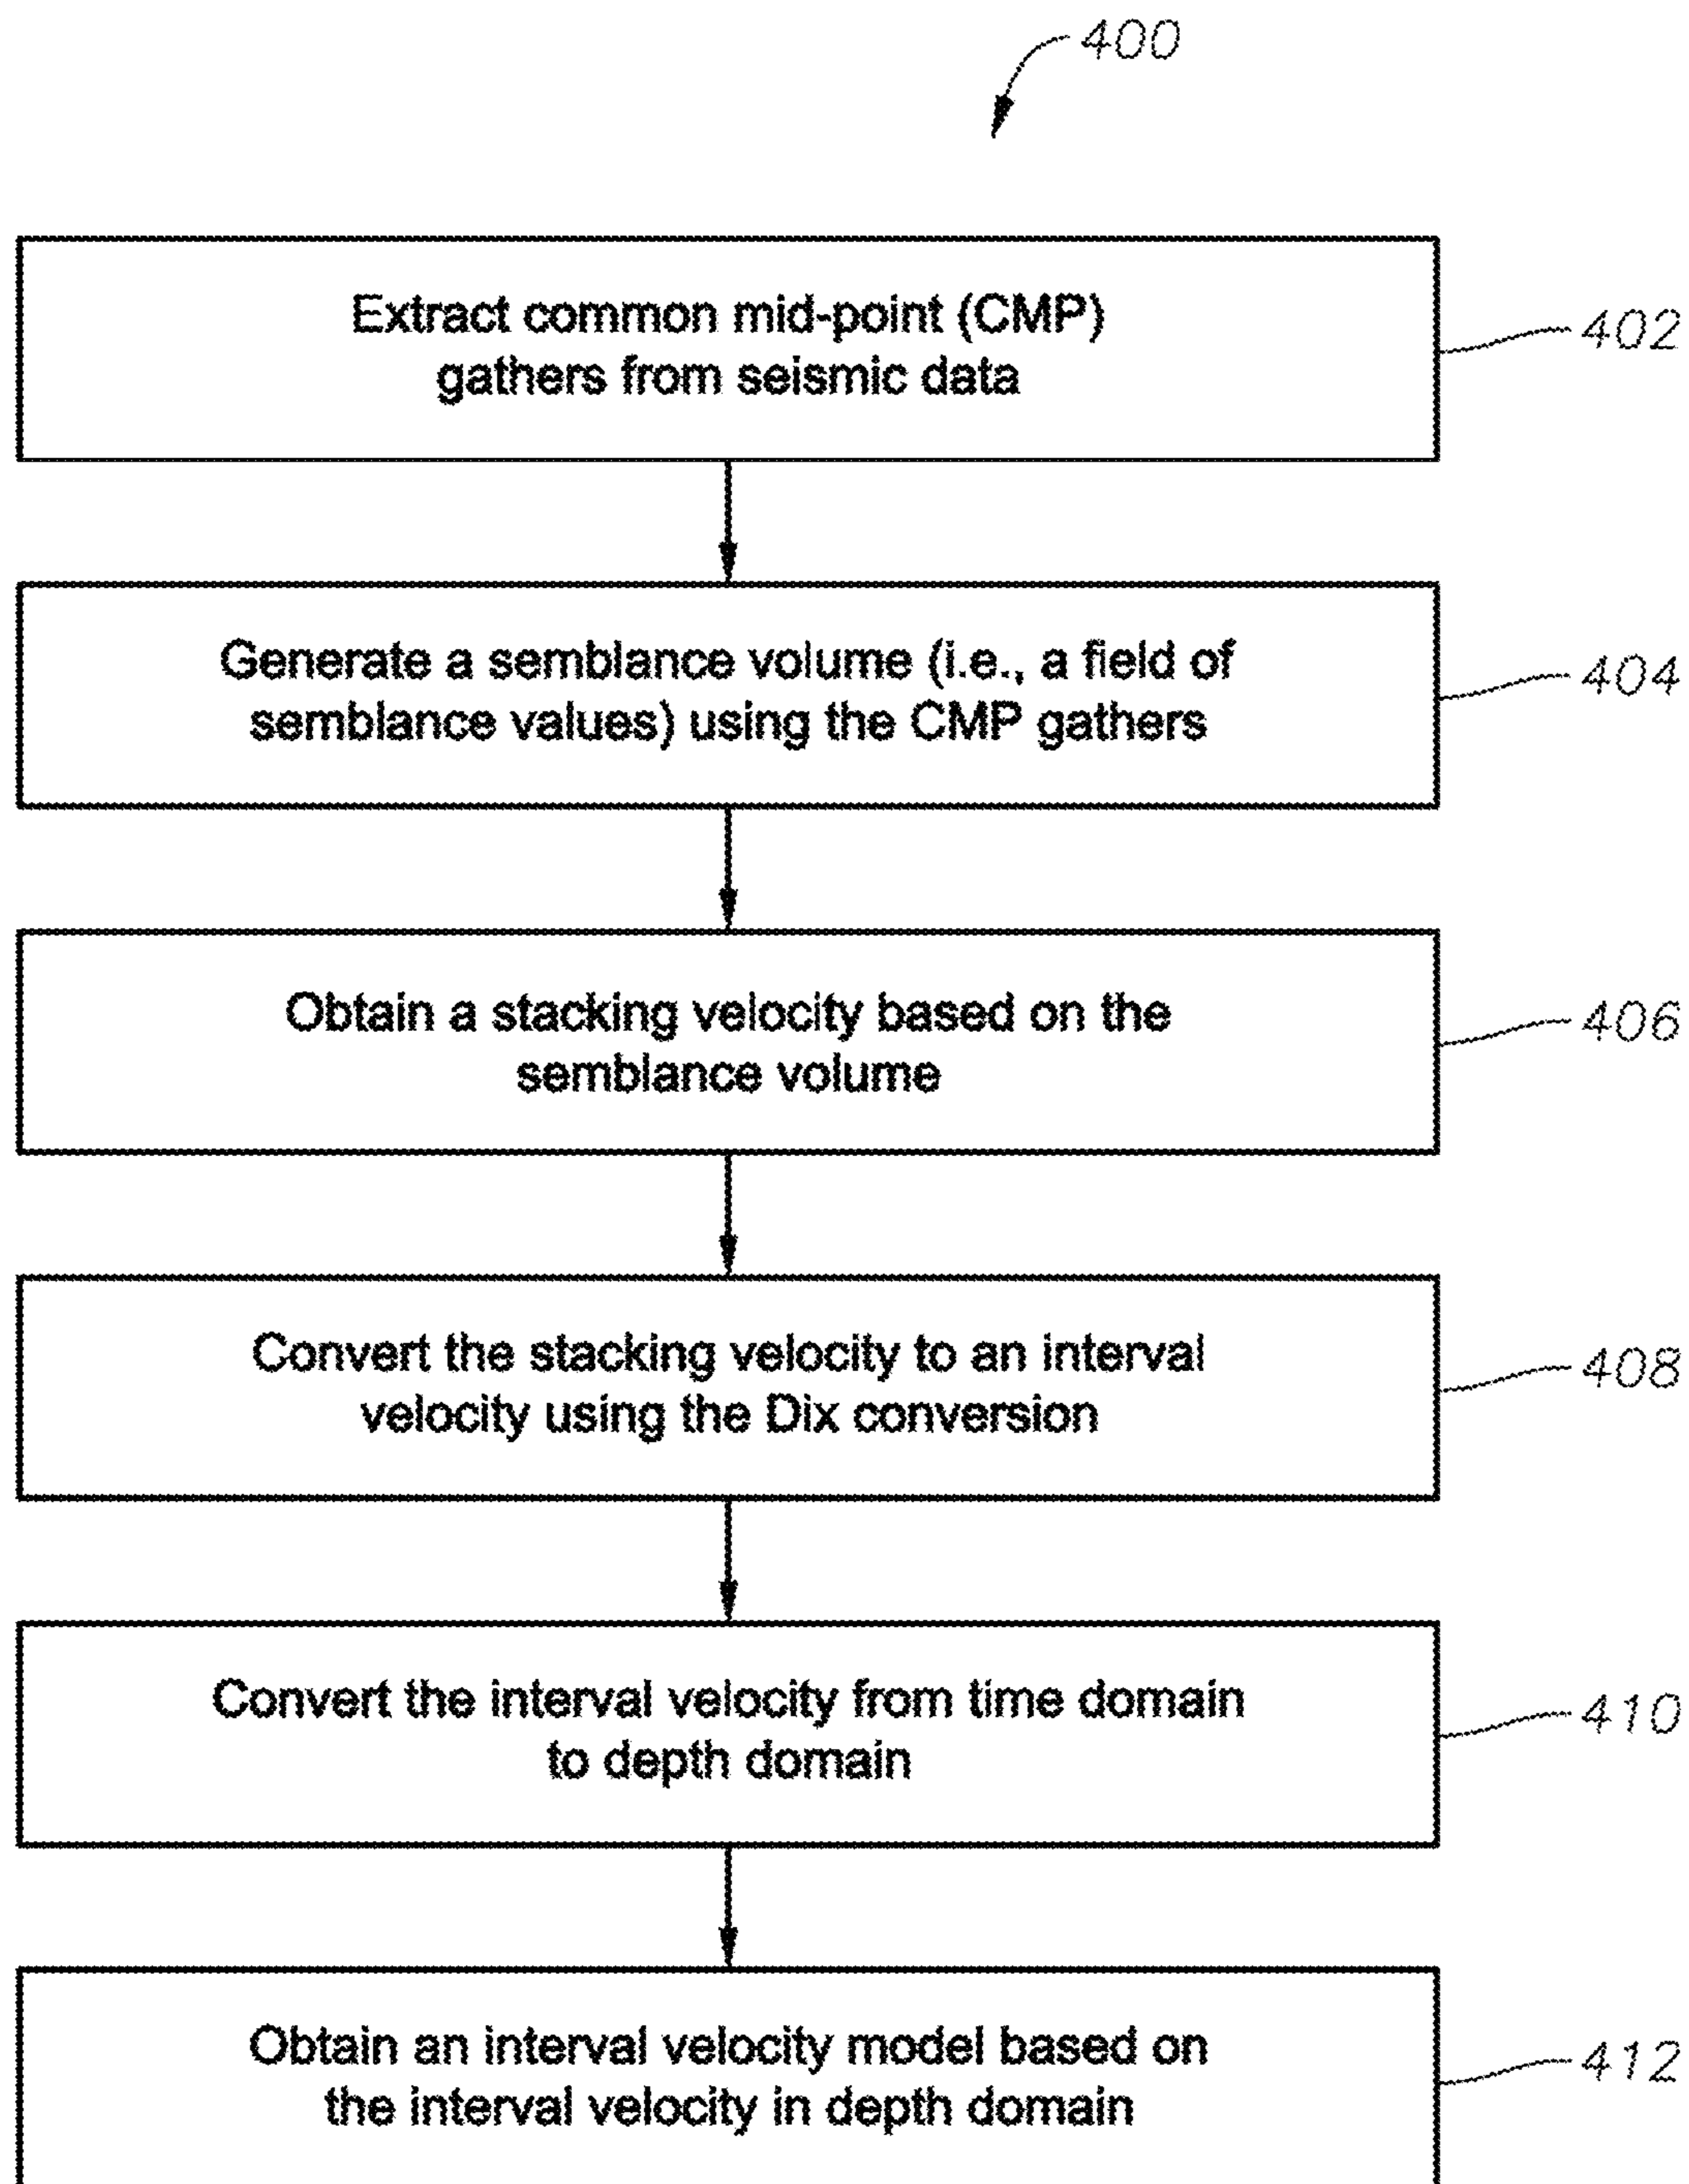 400
Extract common mid-point (CMP)
gathers from seismic data
402
Generate a semblance volume (i.e., a field of
semblance values) using the CMP gathers
404
Obtain a stacking velocity based on the
semblance volume
406
Convert the stacking velocity to an interval
velocity using the Dix conversion
408
Convert the interval velocity from time domain
to depth domain
410
Obtain an interval velocity model based on
the interval velocity in depth domain
412